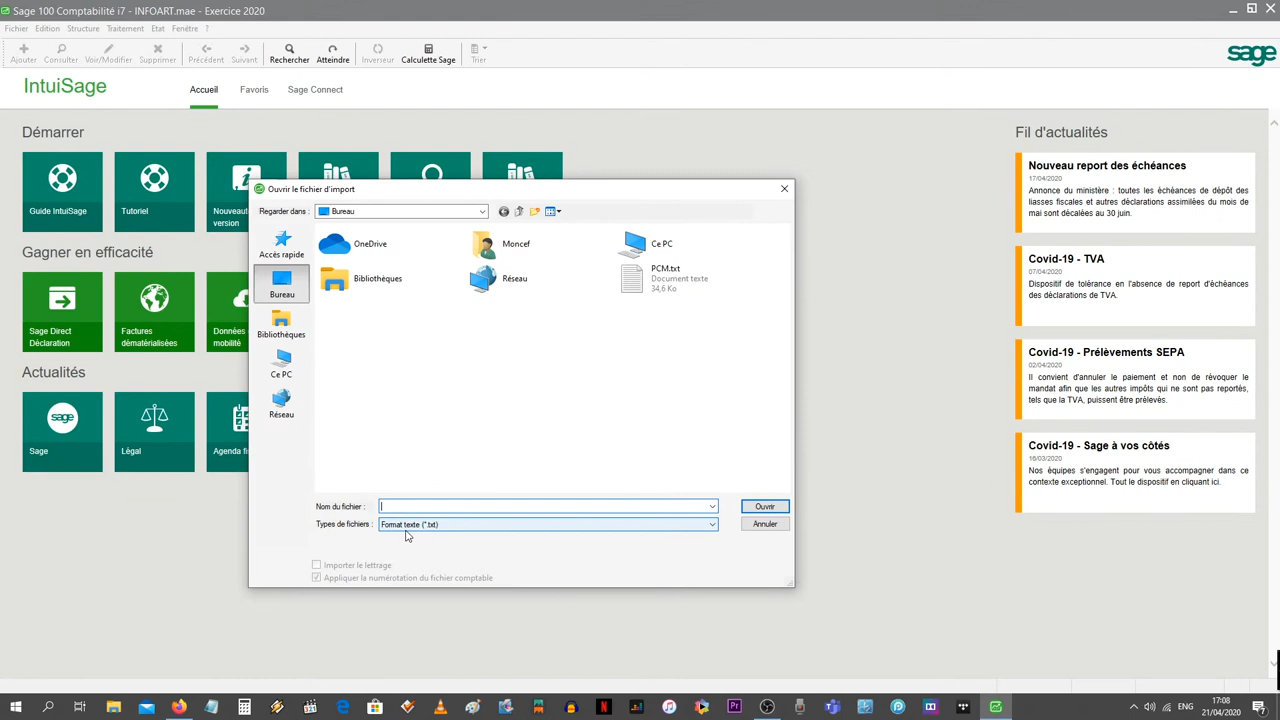 Sage 100 Comptabilité i7 - INFOART.mae - Exercice 2020
Fichier Edition Structure Traitement Etat Fenêtre ?
Ajouter Consulter Voir/Modifier Supprimer Précédent Suivant Rechercher Atteindre Inverseur Calculette Sage Trier
sage
IntuiSage Accueil Favoris Sage Connect
Démarrer
Guide IntuiSage
Tutoriel
Nouveaut
version
Gagner en efficacité
Sage Direct
Déclaration
Factures
dématérialisées
Données
mobilité
Actualités
sage
Sage
Légal
Agenda fi
Ouvrir le fichier d'import
Regarder dans : Bureau
Accès rapide
Bureau
Bibliothèques
Ce PC
Réseau
OneDrive
Moncef
Ce PC
Bibliothèques
Réseau
PCM.txt
Document texte
34,6 Ko
Nom du fichier :
Ouvrir
Types de fichiers : Format texte (*.txt)
Annuler
Importer le lettrage
Appliquer la numérotation du fichier comptable
Fil d'actualités
Nouveau report des échéances
17/04/2020
Annonce du ministère : toutes les échéances de dépôt des
liasses fiscales et autres déclarations assimilées du mois de
mai sont décalées au 30 juin.
Covid-19 - TVA
07/04/2020
Dispositif de tolérance en l'absence de report d'échéances
des déclarations de TVA.
Covid-19 - Prélèvements SEPA
02/04/2020
Il convient d'annuler le paiement et non de révoquer le
mandat afin que les autres impôts qui ne sont pas reportés,
tels que la TVA, puissent être prélevés.
Covid-19 - Sage à vos côtés
16/03/2020
Nos équipes s'engagent pour vous accompagner dans ce
contexte exceptionnel. Tout le dispositif en cliquant ici.
ENG
17:08
21/04/2020